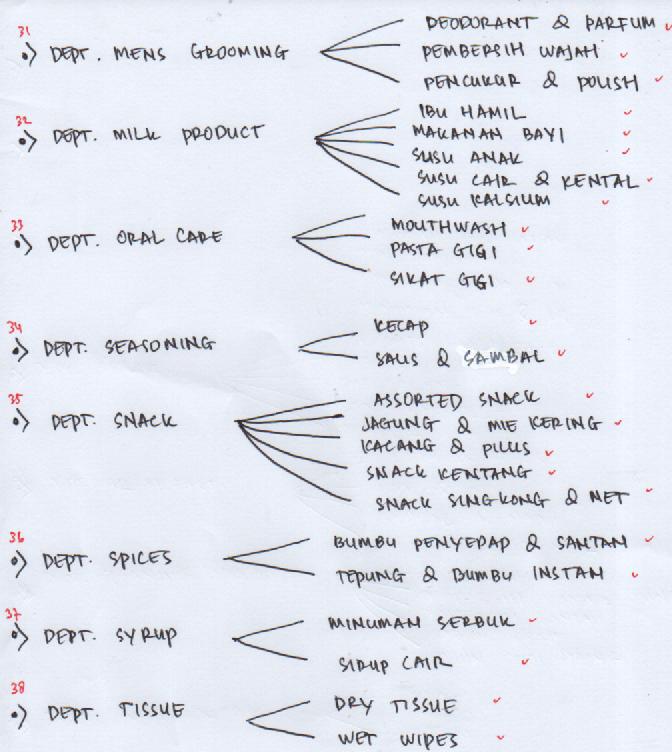 31
DEPT. MENS GROOMING
DEODORANT & PARFUM
PEMBERSIH WAJAH
PENCUKUR & POLISH
32
DEPT. MILK PRODUCT
IBU HAMIL
MAKANAN BAYI
SUSU ANAK
SUSU CAIR & KENTAL
SUSU KALSIUM
33
DEPT. ORAL CARE
MOUTHWASH
PASTA GIGI
SIKAT GIGI
34
DEPT. SEASONING
KECAP
SAUS & SAMBAL
35
DEPT. SNACK
ASSORTED SNACK
JAGUNG & MIE KERING
KACANG & PILUS
SNACK KENTANG
SNACK SINGKONG & NET
36
DEPT. SPICES
BUMBU PENYEDAP & SANTAN
TEPUNG & BUMBU INSTAN
37
DEPT. SYRUP
MINUMAN SERBUK
SIRUP CAIR
38
DEPT. TISSUE
DRY TISSUE
WET WIPES